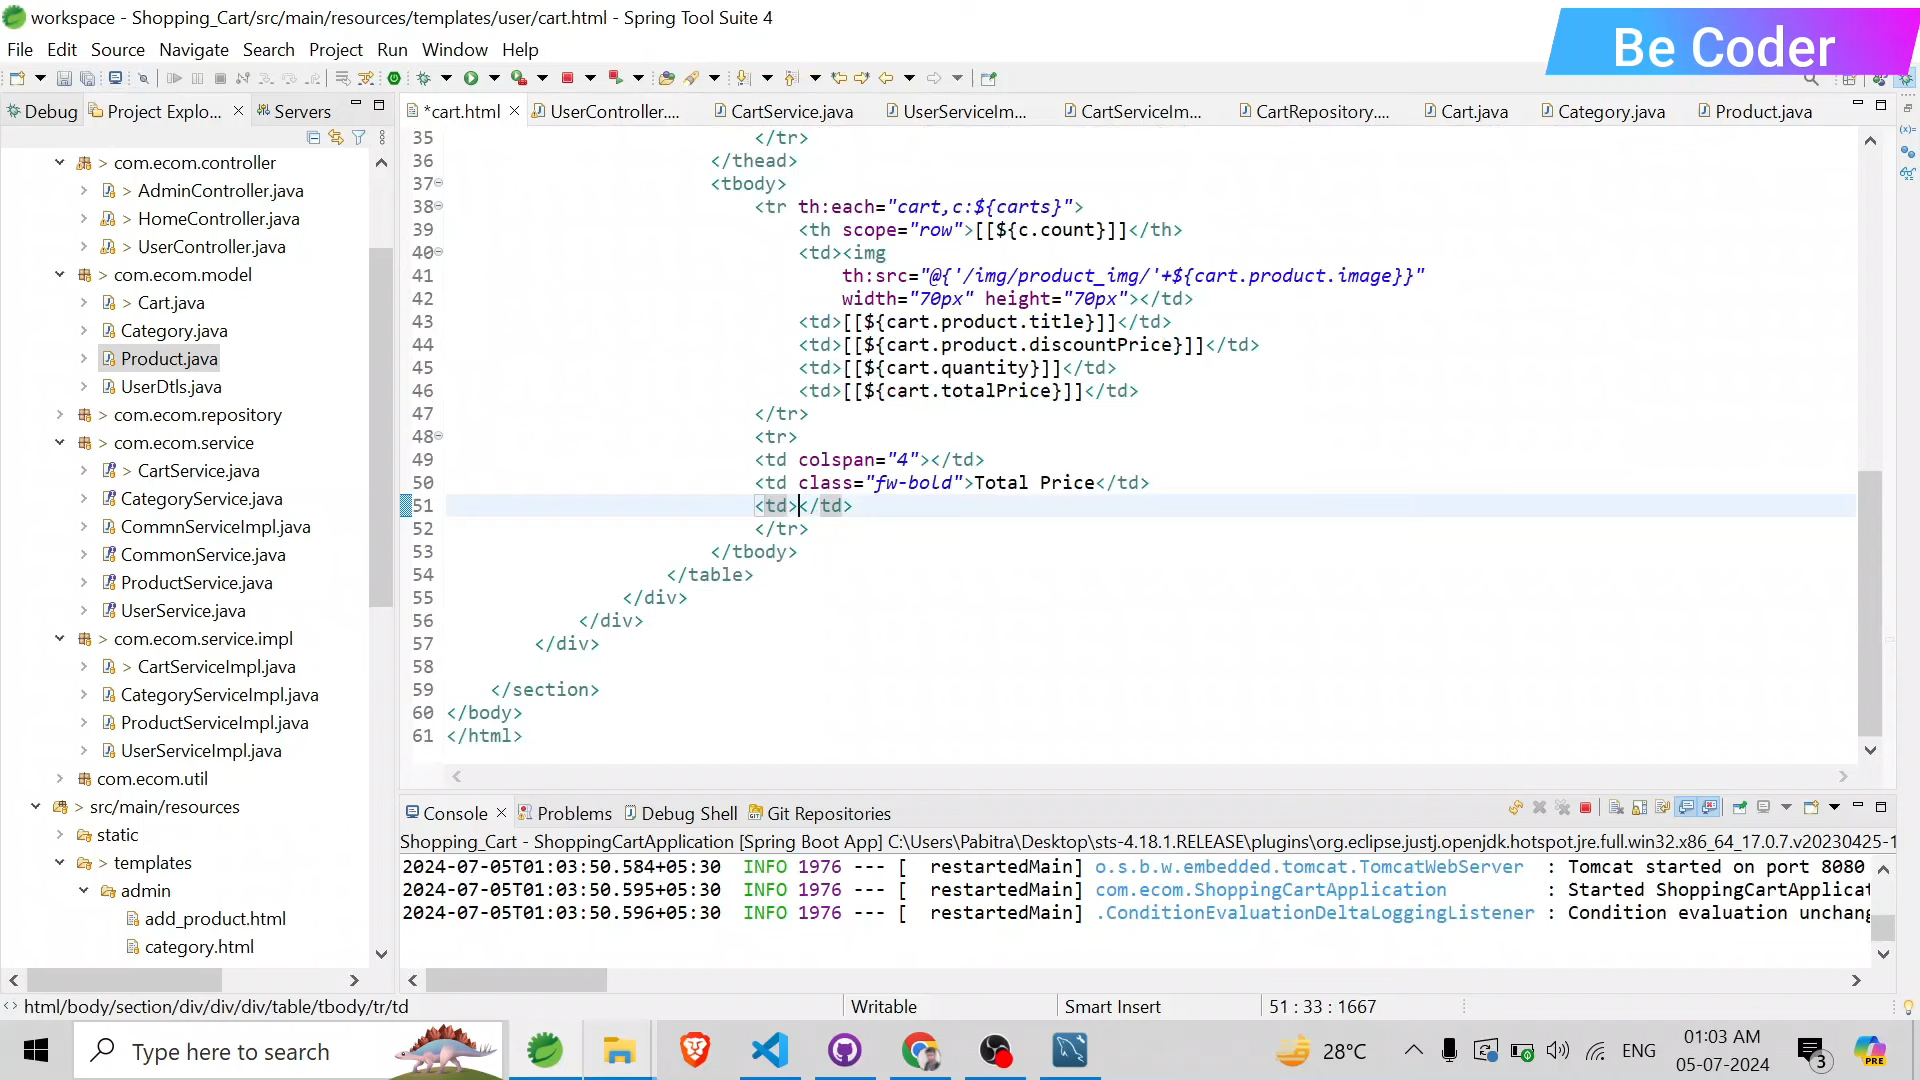 workspace - Shopping_Cart/src/main/resources/templates/user/cart.html - Spring Tool Suite 4
Be Coder
File Edit Source Navigate Search Project Run Window Help
Debug Project Explo... Servers
*cart.html UserController.... CartService.java UserServiceIm... CartServiceIm... CartRepository.... Cart.java Category.java Product.java
> com.ecom.controller
> AdminController.java
> HomeController.java
> UserController.java
> com.ecom.model
> Cart.java
Category.java
Product.java
UserDtls.java
> com.ecom.repository
> com.ecom.service
> CartService.java
CategoryService.java
CommnServiceImpl.java
CommonService.java
ProductService.java
UserService.java
> com.ecom.service.impl
> CartServiceImpl.java
CategoryServiceImpl.java
ProductServiceImpl.java
UserServiceImpl.java
com.ecom.util
> src/main/resources
static
> templates
admin
add_product.html
category.html
35 </tr>
36 </thead>
37 <tbody>
38 <tr th:each="cart,c:${carts}">
39 <th scope="row">[[${c.count}]]</th>
40 <td><img
41 th:src="@{'/img/product_img/'+${cart.product.image}}"
42 width="70px" height="70px"></td>
43 <td>[[${cart.product.title}]]</td>
44 <td>[[${cart.product.discountPrice}]]</td>
45 <td>[[${cart.quantity}]]</td>
46 <td>[[${cart.totalPrice}]]</td>
47 </tr>
48 <tr>
49 <td colspan="4"></td>
50 <td class="fw-bold">Total Price</td>
51 <td></td>
52 </tr>
53 </tbody>
54 </table>
55 </div>
56 </div>
57 </div>
58
59 </section>
60 </body>
61 </html>
Console Problems Debug Shell Git Repositories
Shopping_Cart - ShoppingCartApplication [Spring Boot App] C:\Users\Pabitra\Desktop\sts-4.18.1.RELEASE\plugins\org.eclipse.justj.openjdk.hotspot.jre.full.win32.x86_64_17.0.7.v20230425-1
2024-07-05T01:03:50.584+05:30 INFO 1976 --- [ restartedMain] o.s.b.w.embedded.tomcat.TomcatWebServer : Tomcat started on port 8080
2024-07-05T01:03:50.595+05:30 INFO 1976 --- [ restartedMain] com.ecom.ShoppingCartApplication : Started ShoppingCartApplicat
2024-07-05T01:03:50.596+05:30 INFO 1976 --- [ restartedMain] .ConditionEvaluationDeltaLoggingListener : Condition evaluation unchang
html/body/section/div/div/div/table/tbody/tr/td Writable Smart Insert 51 : 33 : 1667
Type here to search 28°C ENG 01:03 AM
05-07-2024 3 PRE